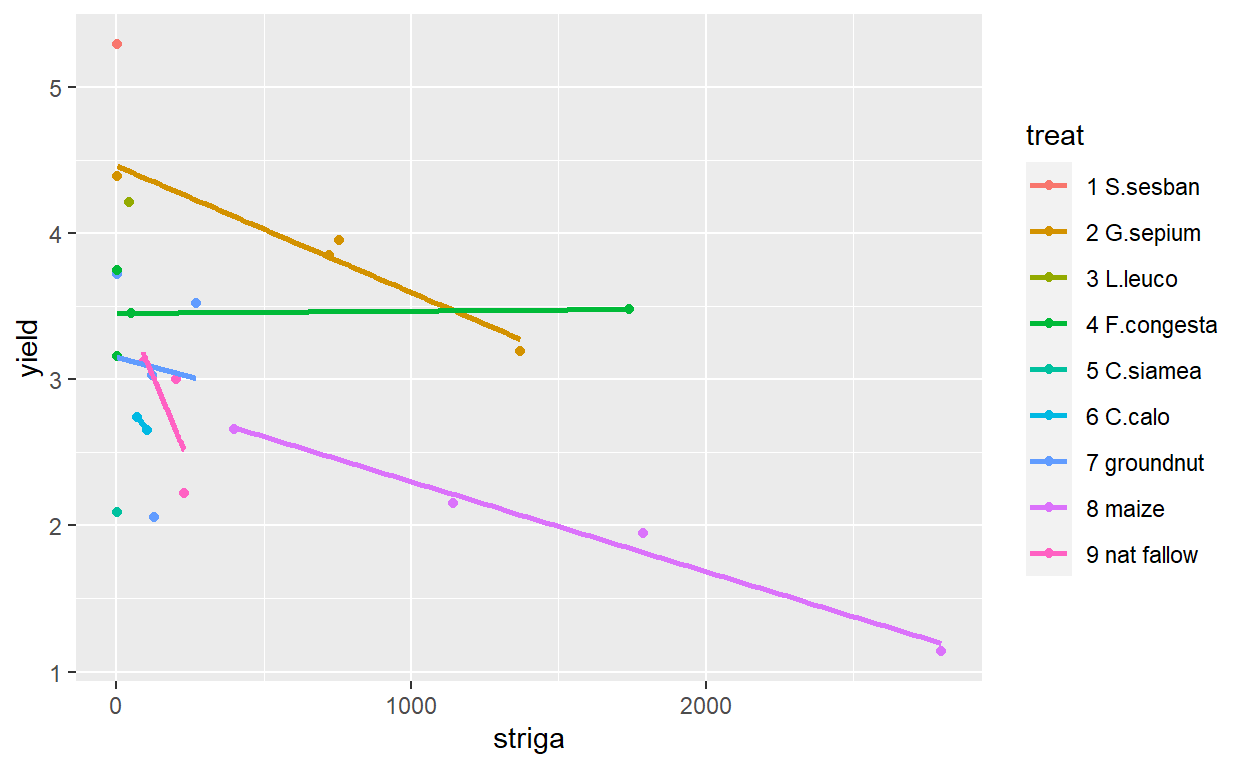 5
4
3
2
1
yield
0
1000
2000
striga
treat
1 S.sesban
2 G.sepium
3 L.leuco
4 F.congesta
5 C.siamea
6 C.calo
7 groundnut
8 maize
9 nat fallow